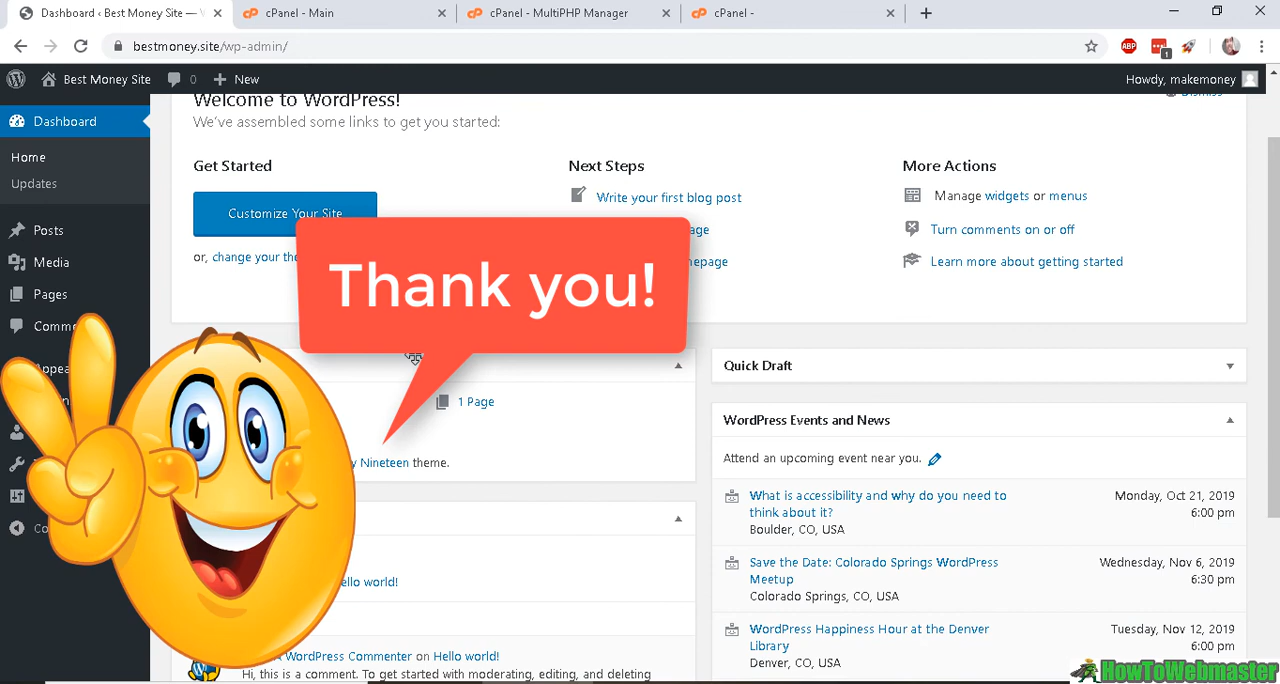 Dashboard ‹ Best Money Site —
cPanel - Main
cPanel - MultiPHP Manager
cPanel -
bestmoney.site/wp-admin/
ABP
1
Best Money Site
0
New
Howdy, makemoney
Welcome to WordPress!
Dismiss
We've assembled some links to get you started:
Dashboard
Home
Updates
Posts
Media
Pages
Get Started
Customize Your Site
or, change your
Next Steps
Write your first blog post
More Actions
Manage widgets or menus
Turn comments on or off
Learn more about getting started
Thank you!
1 Page
Nineteen theme.
Quick Draft
WordPress Events and News
Attend an upcoming event near you.
What is accessibility and why do you need to
think about it?
Boulder, CO, USA
Monday, Oct 21, 2019
6:00 pm
Save the Date: Colorado Springs WordPress
Meetup
Colorado Springs, CO, USA
Wednesday, Nov 6, 2019
6:30 pm
WordPress Happiness Hour at the Denver
Library
Denver, CO, USA
Tuesday, Nov 12, 2019
6:00 pm
world!
WordPress Commenter on Hello world!
Hi, this is a comment. To get started with moderating, editing, and deleting
HowToWebmaster